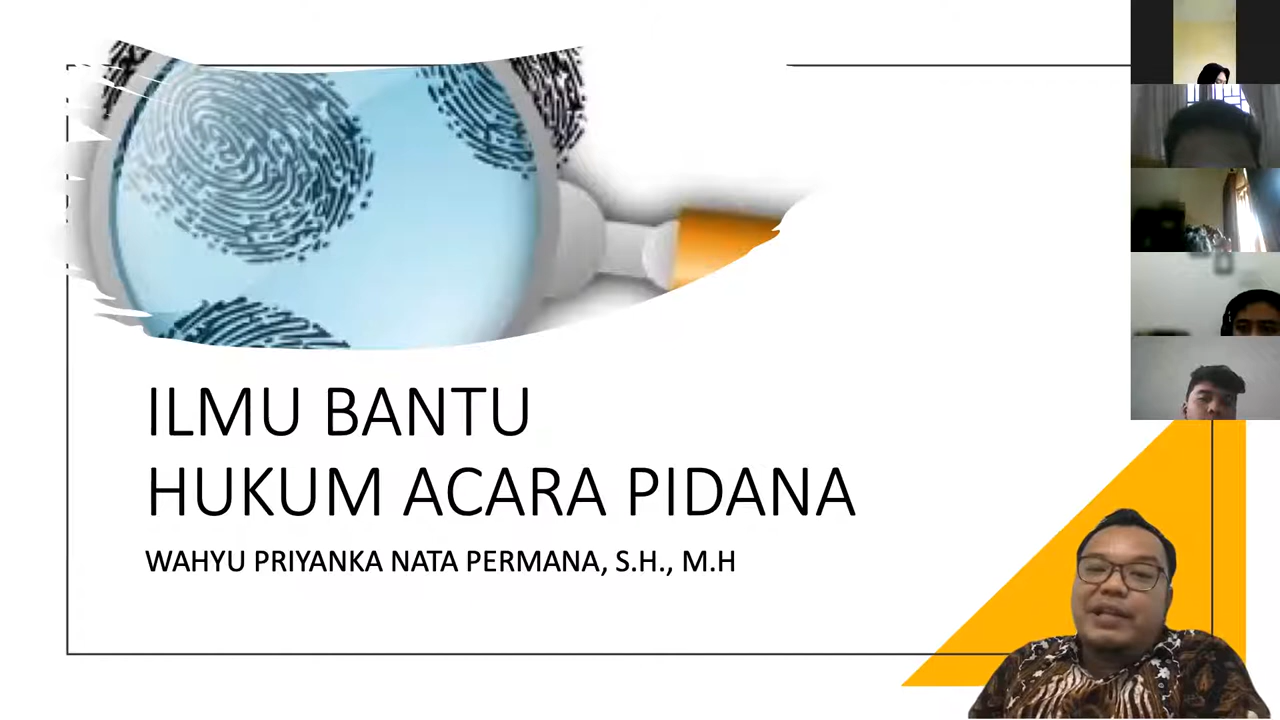 ILMU BANTU
HUKUM ACARA PIDANA
WAHYU PRIYANKA NATA PERMANA, S.H., M.H